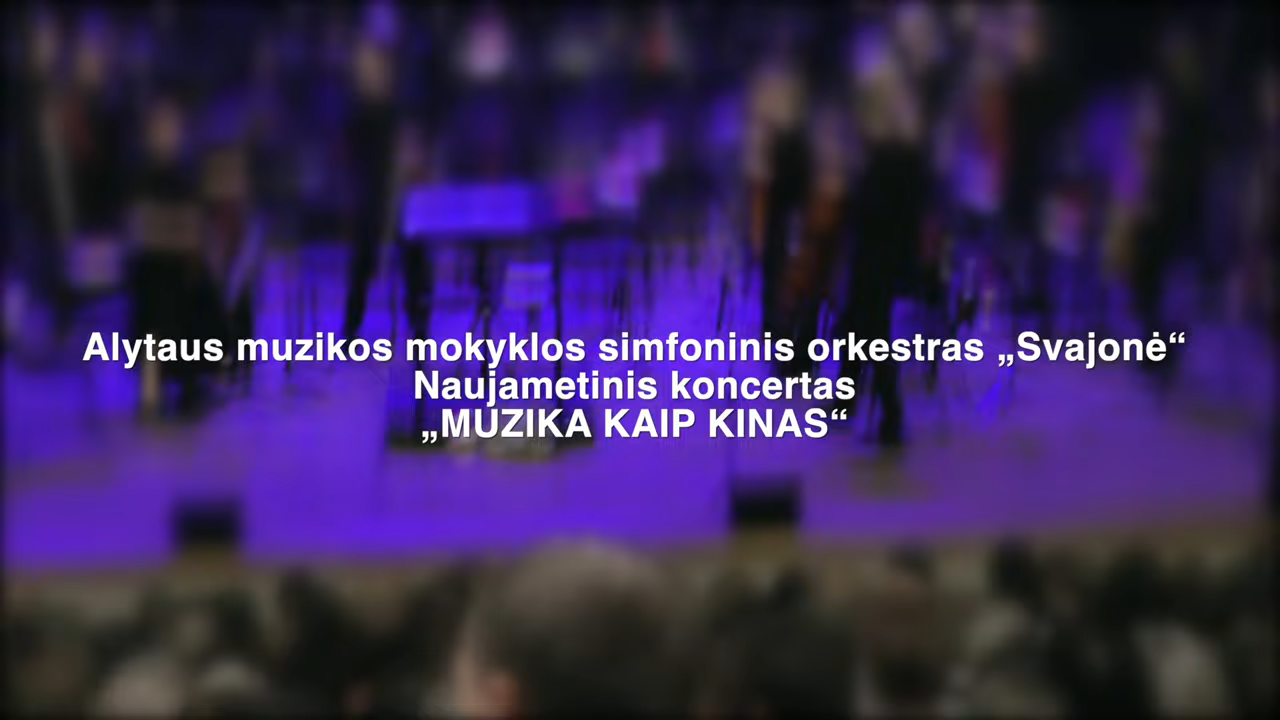 Alytaus muzikos mokyklos simfoninis orkestras „Svajonė“
Naujametinis koncertas
„MUZIKA KAIP KINAS“